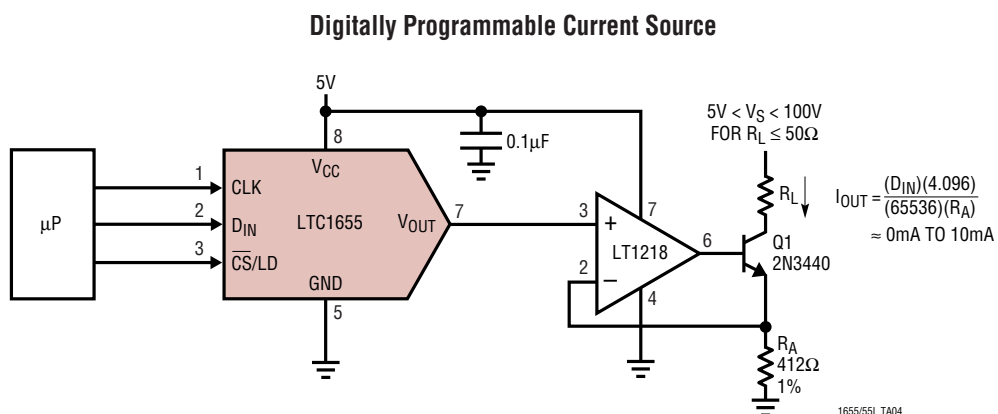 Digitally Programmable Current Source
5V
8
0.1µF
5V < VS < 100V
FOR RL ≤ 50Ω
µP
1
CLK
2
DIN
3
CS/LD
VCC
LTC1655
VOUT
7
GND
5
3
+
2
–
LT1218
7
6
4
RL
Q1
2N3440
IOUT = (DIN)(4.096)
(65536)(RA)
≈ 0mA TO 10mA
RA
412Ω
1%
1655/55L TA04